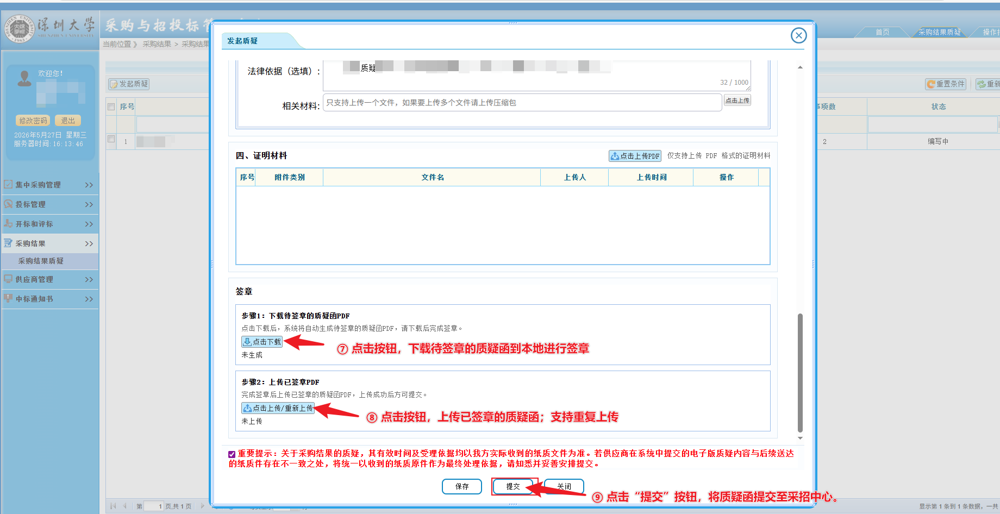 深圳大学
SHENZHEN UNIVERSITY
采购与招投标管
首页
采购结果质疑
操作指
当前位置 》 采购结果 > 采购结果
欢迎您！
修改密码
退出
2026年5月27日 星期三
服务器时间:16:13:46
集中采购管理 >>
投标管理 >>
开标和评标 >>
采购结果 >>
采购结果质疑
供应商管理 >>
中标通知书 >>
发起质疑
重置条件
重新
序号
事项数
状态
1
2
编写中
第 1 页,共 1 页
显示第 1 条到 1 条数据，一共
发起质疑
法律依据（选填）:
质疑
32 / 1000
相关材料:
只支持上传一个文件，如果要上传多个文件请上传压缩包
点击上传
四、证明材料
点击上传PDF
仅支持上传 PDF 格式的证明材料
序号 附件类别 文件名 上传人 上传时间 操作
签章
步骤1：下载待签章的质疑函PDF
点击下载后，系统将自动生成待签章的质疑函PDF，请下载后完成签章。
点击下载
⑦ 点击按钮，下载待签章的质疑函到本地进行签章
未生成
步骤2：上传已签章PDF
完成签章后上传已签章的质疑函PDF，上传成功后方可提交。
点击上传/重新上传
⑧ 点击按钮，上传已签章的质疑函；支持重复上传
未上传
重要提示：关于采购结果的质疑，其有效时间及受理依据均以我方实际收到的纸质文件为准。若供应商在系统中提交的电子版质疑内容与后续送达
的纸质件存在不一致之处，将统一以收到的纸质原件作为最终处理依据，请知悉并妥善安排提交。
保存
提交
关闭
⑨ 点击“提交”按钮，将质疑函提交至采招中心。